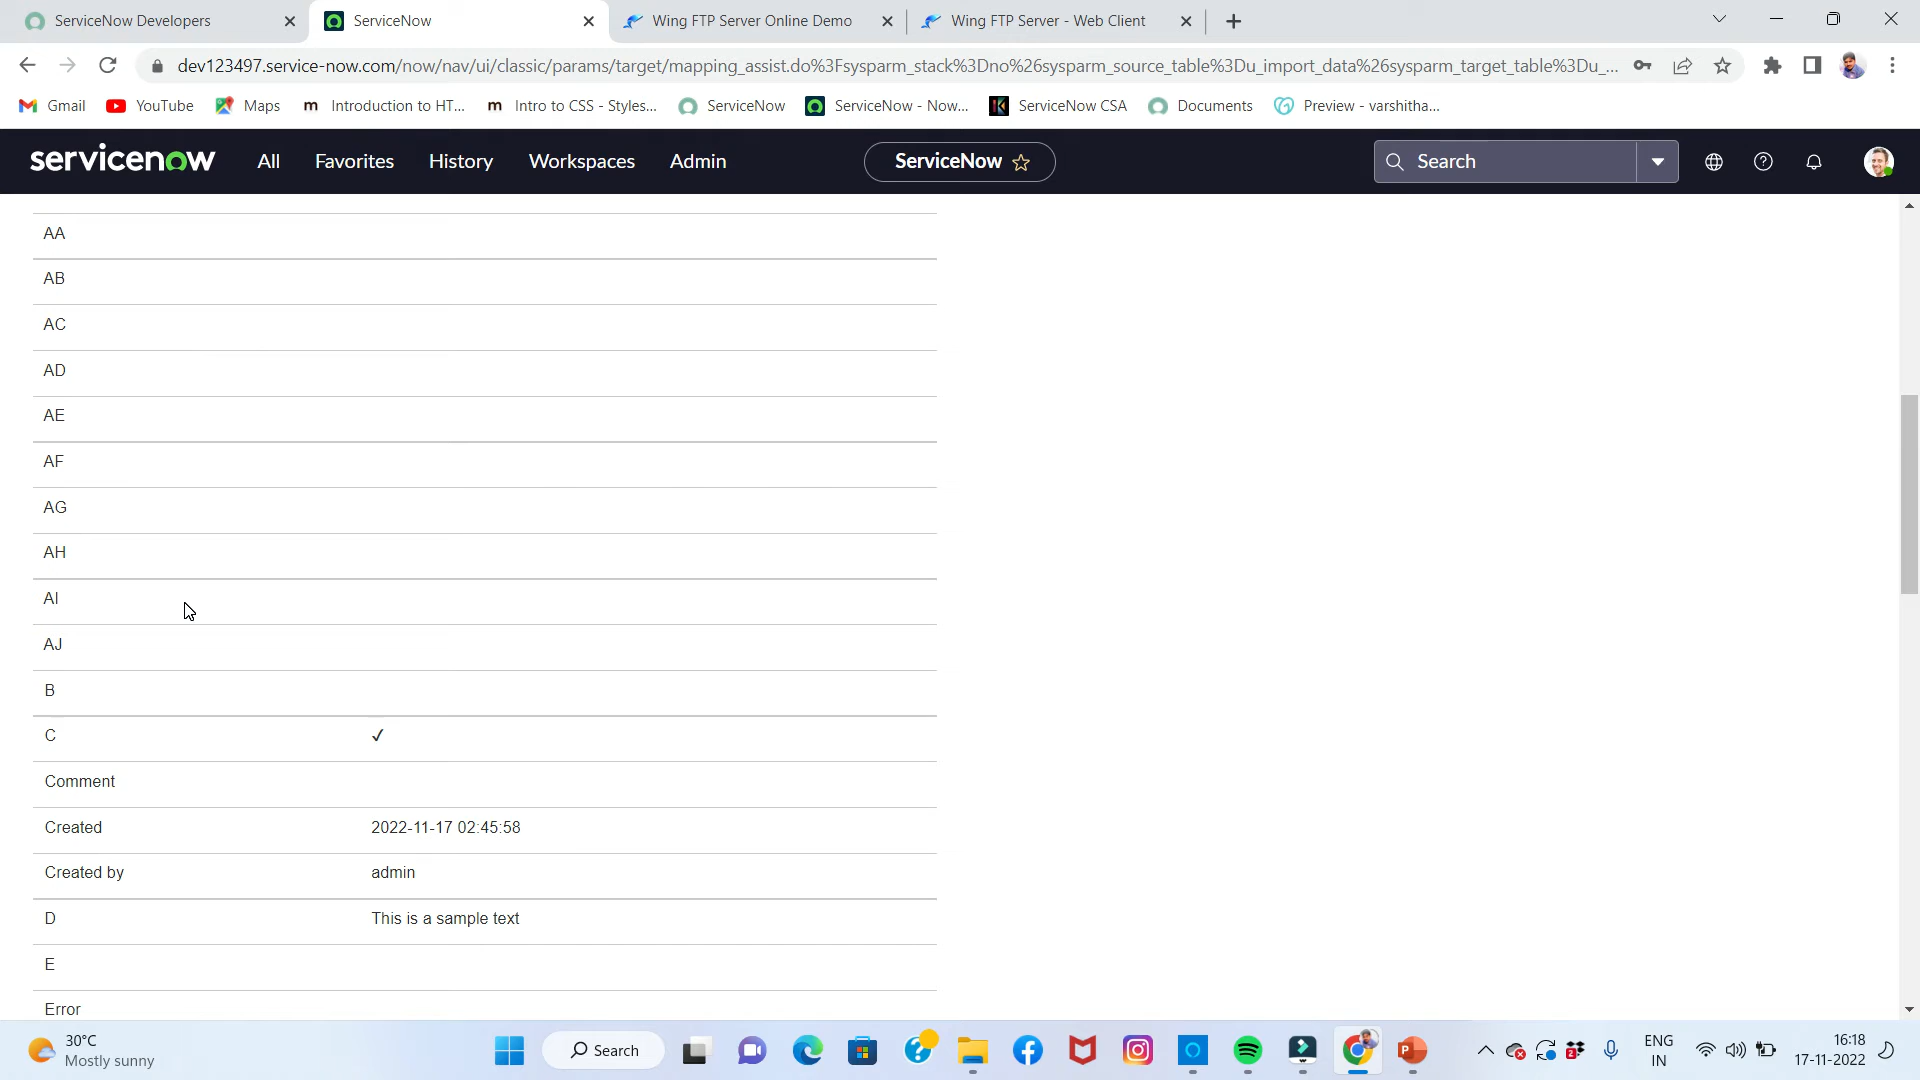 ServiceNow Developers
ServiceNow
Wing FTP Server Online Demo
Wing FTP Server - Web Client
dev123497.service-now.com/now/nav/ui/classic/params/target/mapping_assist.do%3Fsysparm_stack%3Dno%26sysparm_source_table%3Du_import_data%26sysparm_target_table%3Du_...
Gmail
YouTube
Maps
Introduction to HT...
Intro to CSS - Styles...
ServiceNow
ServiceNow - Now...
ServiceNow CSA
Documents
Preview - varshitha...
servicenow
All
Favorites
History
Workspaces
Admin
ServiceNow
Search
AA
AB
AC
AD
AE
AF
AG
AH
AI
AJ
B
C ✓
Comment
Created 2022-11-17 02:45:58
Created by admin
D This is a sample text
E
Error
30°C
Mostly sunny
Search
ENG
IN
16:18
17-11-2022